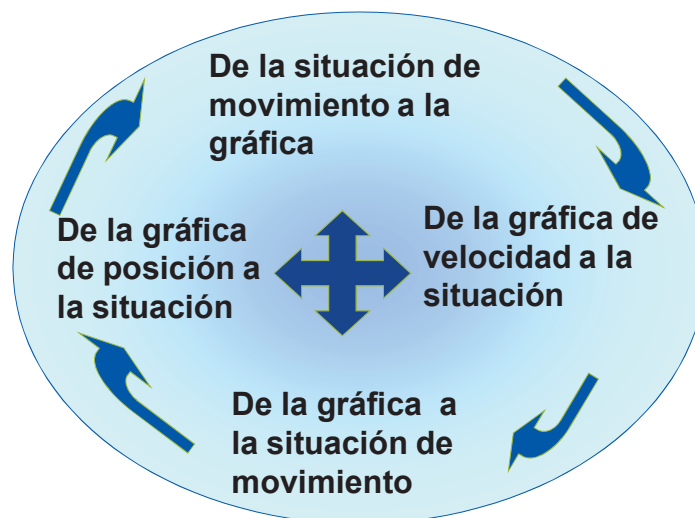 De la situación de
movimiento a la
gráfica
De la gráfica
de posición a
la situación
De la gráfica de
velocidad a la
situación
De la gráfica a
la situación de
movimiento